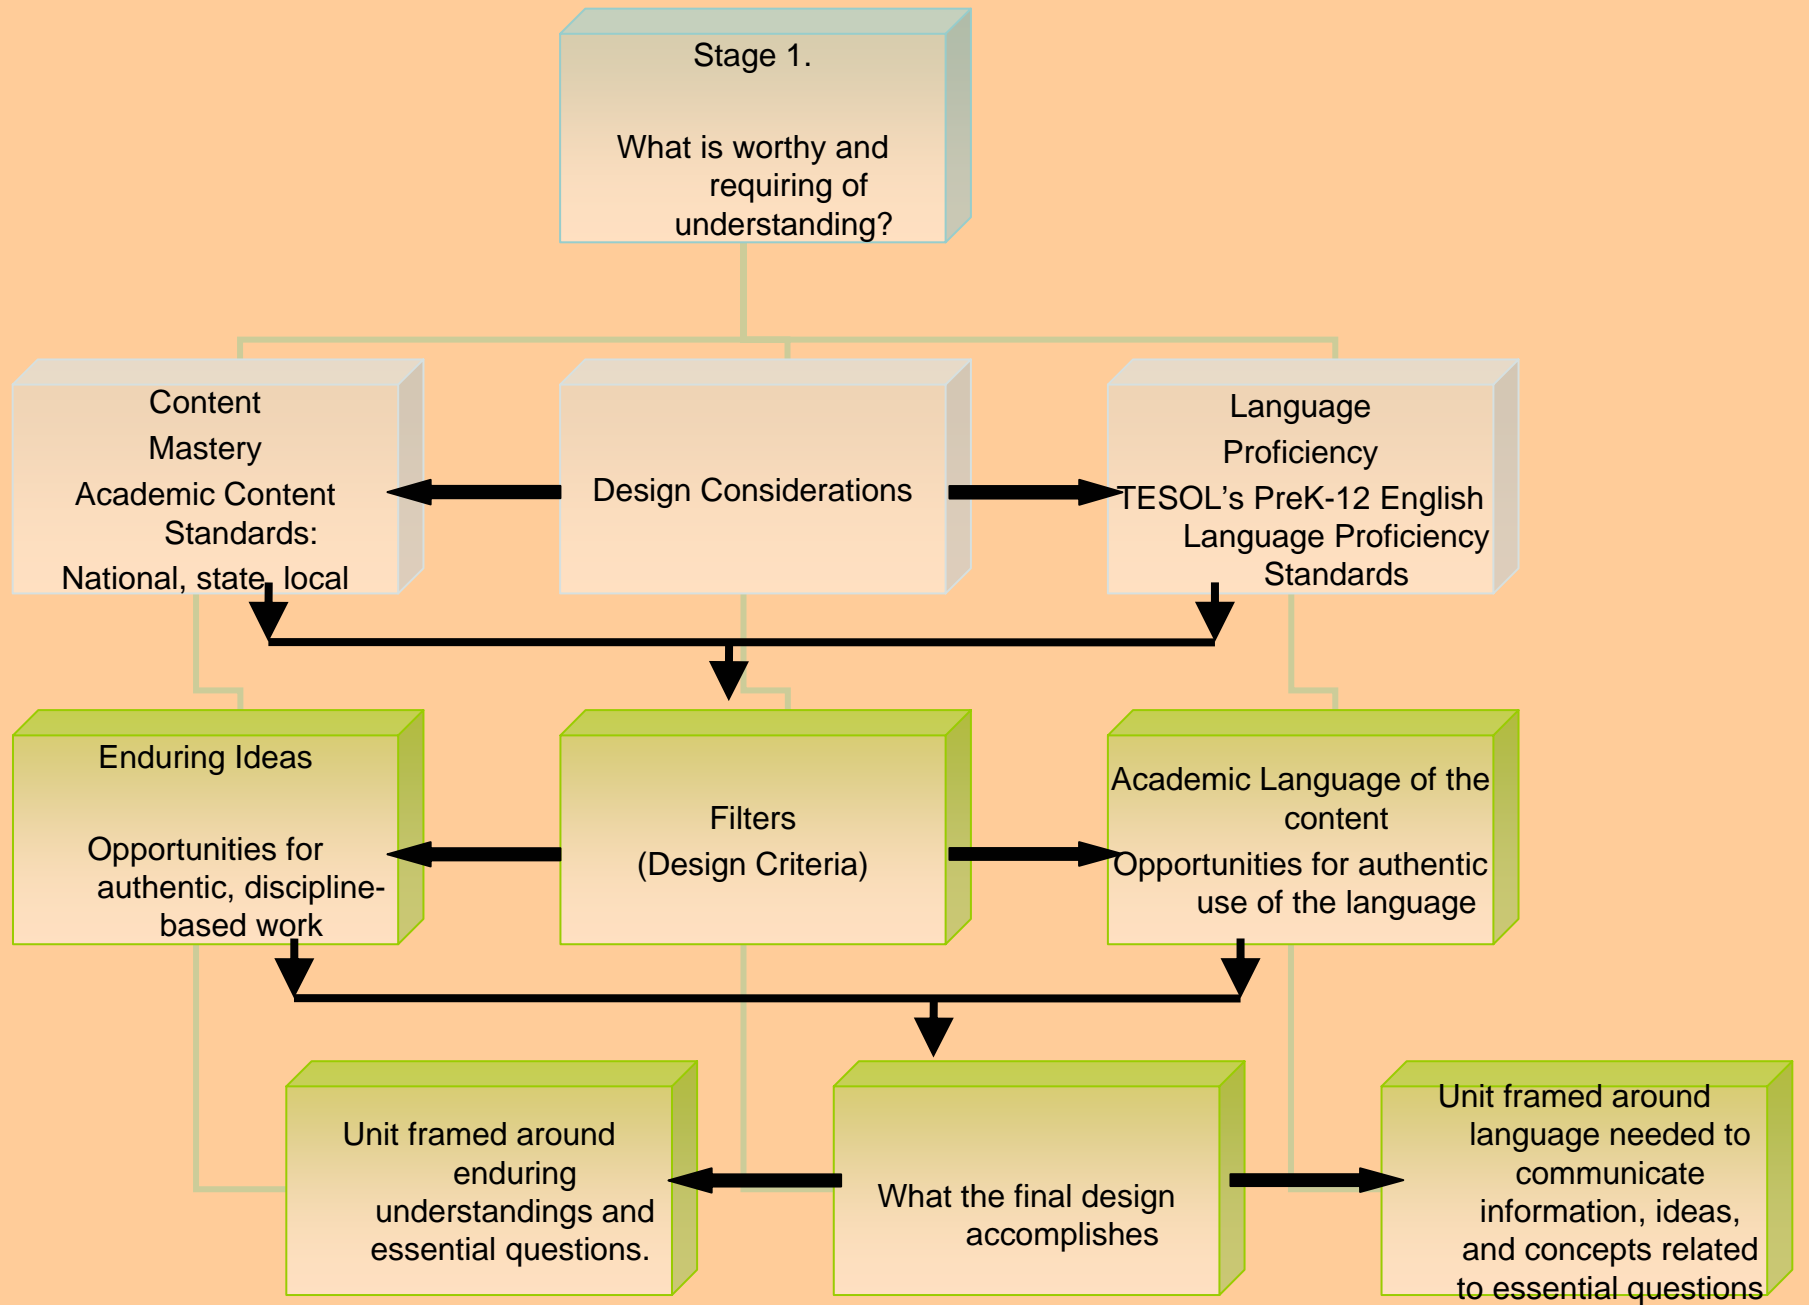 Stage 1.
What is worthy and
requiring of
understanding?
Content
Mastery
Academic Content
Standards:
National, state, local
Design Considerations
Language
Proficiency
TESOL’s PreK-12 English
Language Proficiency
Standards
Enduring Ideas
Opportunities for
authentic, discipline-
based work
Filters
(Design Criteria)
Academic Language of the
content
Opportunities for authentic
use of the language
Unit framed around
enduring
understandings and
essential questions.
What the final design
accomplishes
Unit framed around
language needed to
communicate
information, ideas,
and concepts related
to essential questions